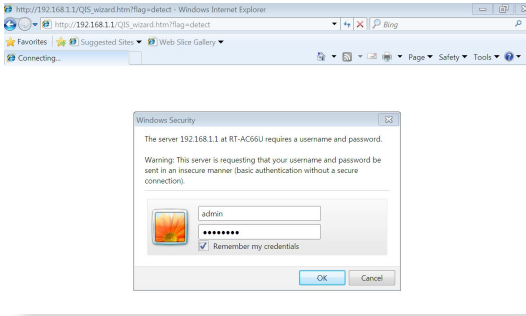 http://192.168.1.1/QIS_wizard.htm?flag=detect - Windows Internet Explorer
http://192.168.1.1/QIS_wizard.htm?flag=detect Bing
Favorites Suggested Sites Web Slice Gallery
Connecting... Page Safety Tools
Windows Security
The server 192.168.1.1 at RT-AC66U requires a username and password.
Warning: This server is requesting that your username and password be
sent in an insecure manner (basic authentication without a secure
connection).
admin
••••••••
Remember my credentials
OK Cancel